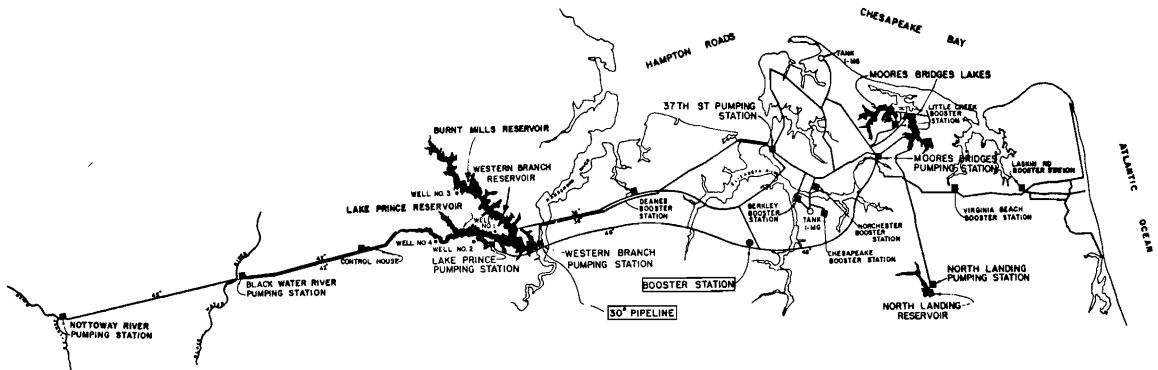 CHESAPEAKE BAY
HAMPTON ROADS
TANK
1-MG
MOORES BRIDGES LAKES
LITTLE CREEK
BOOSTER
STATION
37TH ST PUMPING
STATION
BURNT MILLS RESERVOIR
WESTERN BRANCH
RESERVOIR
WELL NO. 3
LAKE PRINCE RESERVOIR
WELL
NO. 1
WELL NO. 4
WELL NO. 2
LAKE PRINCE
PUMPING STATION
CONTROL HOUSE
42"
48"
BLACK WATER RIVER
PUMPING STATION
NOTTOWAY RIVER
PUMPING STATION
RIVER
WESTERN BRANCH
PUMPING STATION
DEANES
BOOSTER
STATION
BERKLEY
BOOSTER
STATION
TANK
1-MG
NORCHESTER
BOOSTER
STATION
CHESAPEAKE
BOOSTER STATION
48"
MOORES BRIDGES
PUMPING STATION
LASKIN RD
BOOSTER STATION
VIRGINIA BEACH
BOOSTER STATION
ATLANTIC
OCEAN
NORTH LANDING
PUMPING STATION
NORTH LANDING
RESERVOIR
BOOSTER STATION
30" PIPELINE